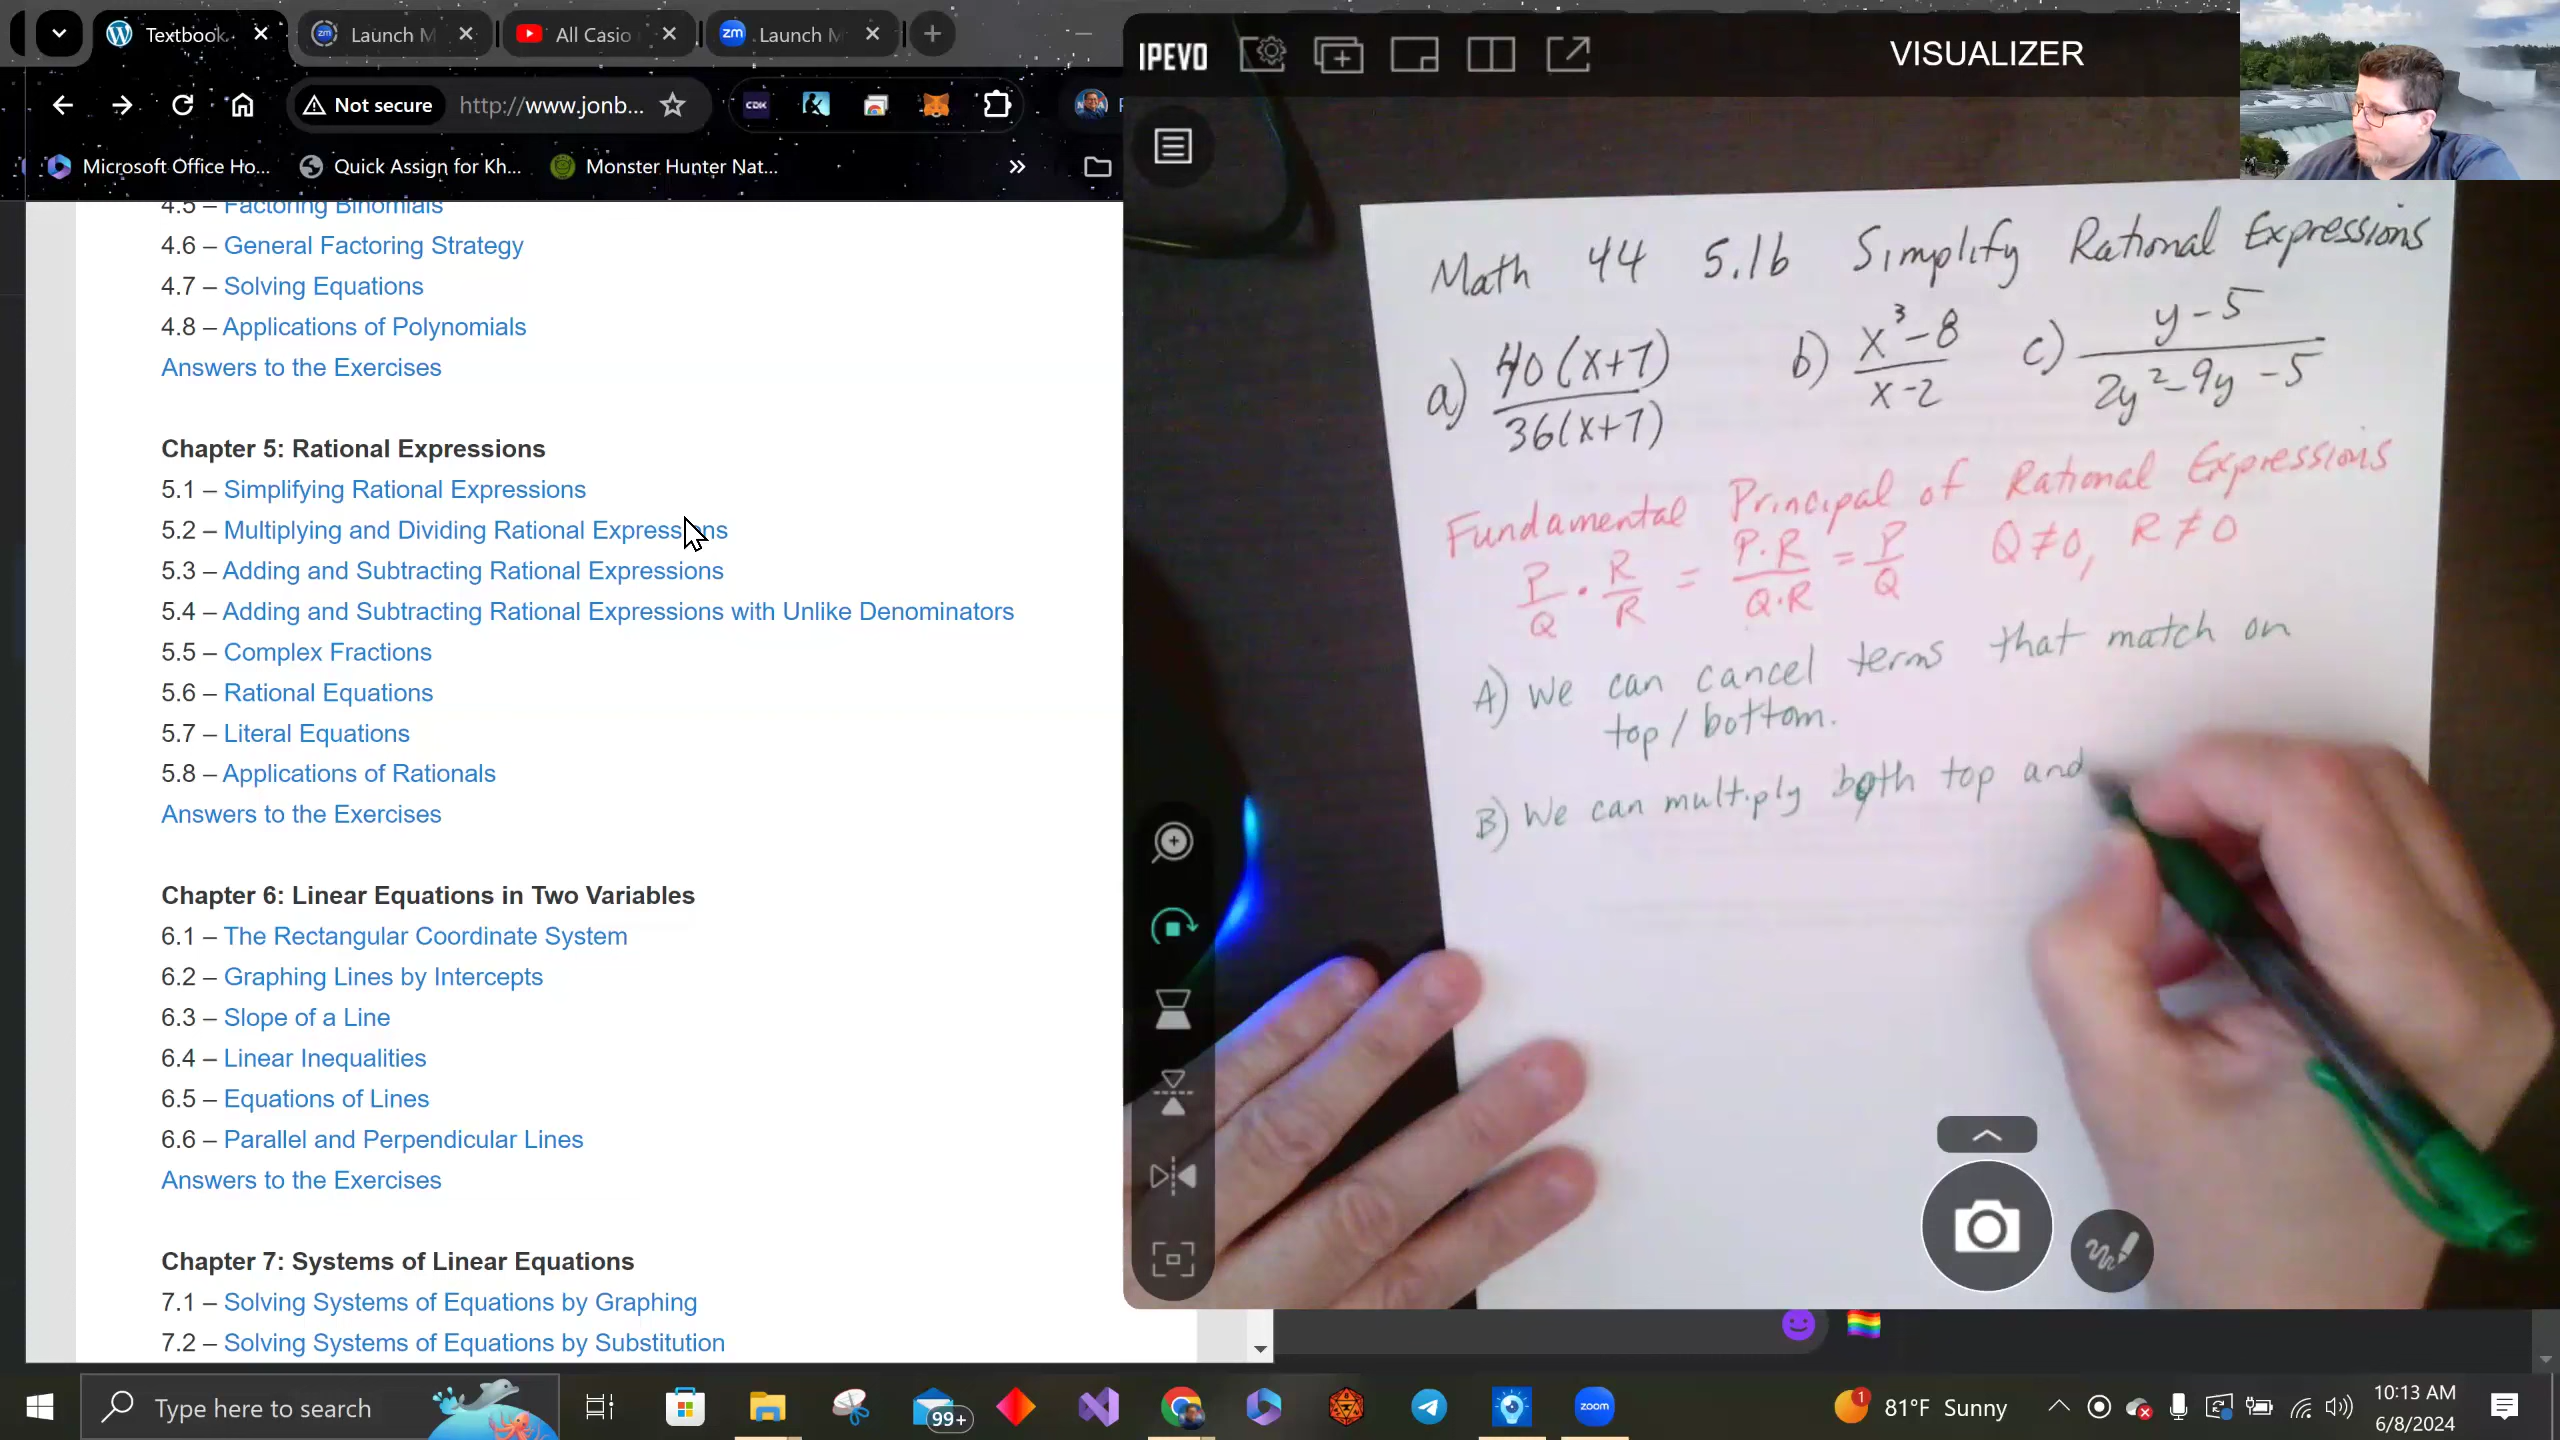 Textbook
Launch M
All Casio
Launch M
Not secure
http://www.jonb...
Microsoft Office Ho...
Quick Assign for Kh...
Monster Hunter Nat...
4.5 – Factoring Binomials
4.6 – General Factoring Strategy
4.7 – Solving Equations
4.8 – Applications of Polynomials
Answers to the Exercises
Chapter 5: Rational Expressions
5.1 – Simplifying Rational Expressions
5.2 – Multiplying and Dividing Rational Expressions
5.3 – Adding and Subtracting Rational Expressions
5.4 – Adding and Subtracting Rational Expressions with Unlike Denominators
5.5 – Complex Fractions
5.6 – Rational Equations
5.7 – Literal Equations
5.8 – Applications of Rationals
Answers to the Exercises
Chapter 6: Linear Equations in Two Variables
6.1 – The Rectangular Coordinate System
6.2 – Graphing Lines by Intercepts
6.3 – Slope of a Line
6.4 – Linear Inequalities
6.5 – Equations of Lines
6.6 – Parallel and Perpendicular Lines
Answers to the Exercises
Chapter 7: Systems of Linear Equations
7.1 – Solving Systems of Equations by Graphing
7.2 – Solving Systems of Equations by Substitution
IPEVO
VISUALIZER
Math 44 5.1b Simplify Rational Expressions
a) 40(x+7) / 36(x+7) b) x³-8 / x-2 c) y-5 / 2y²-9y-5
Fundamental Principal of Rational Expressions
P/Q · R/R = P·R/Q·R = P/Q Q≠0, R≠0
A) We can cancel terms that match on
top/bottom.
B) We can multiply both top and
Type here to search
99+
zoom
1
81°F Sunny
10:13 AM
6/8/2024